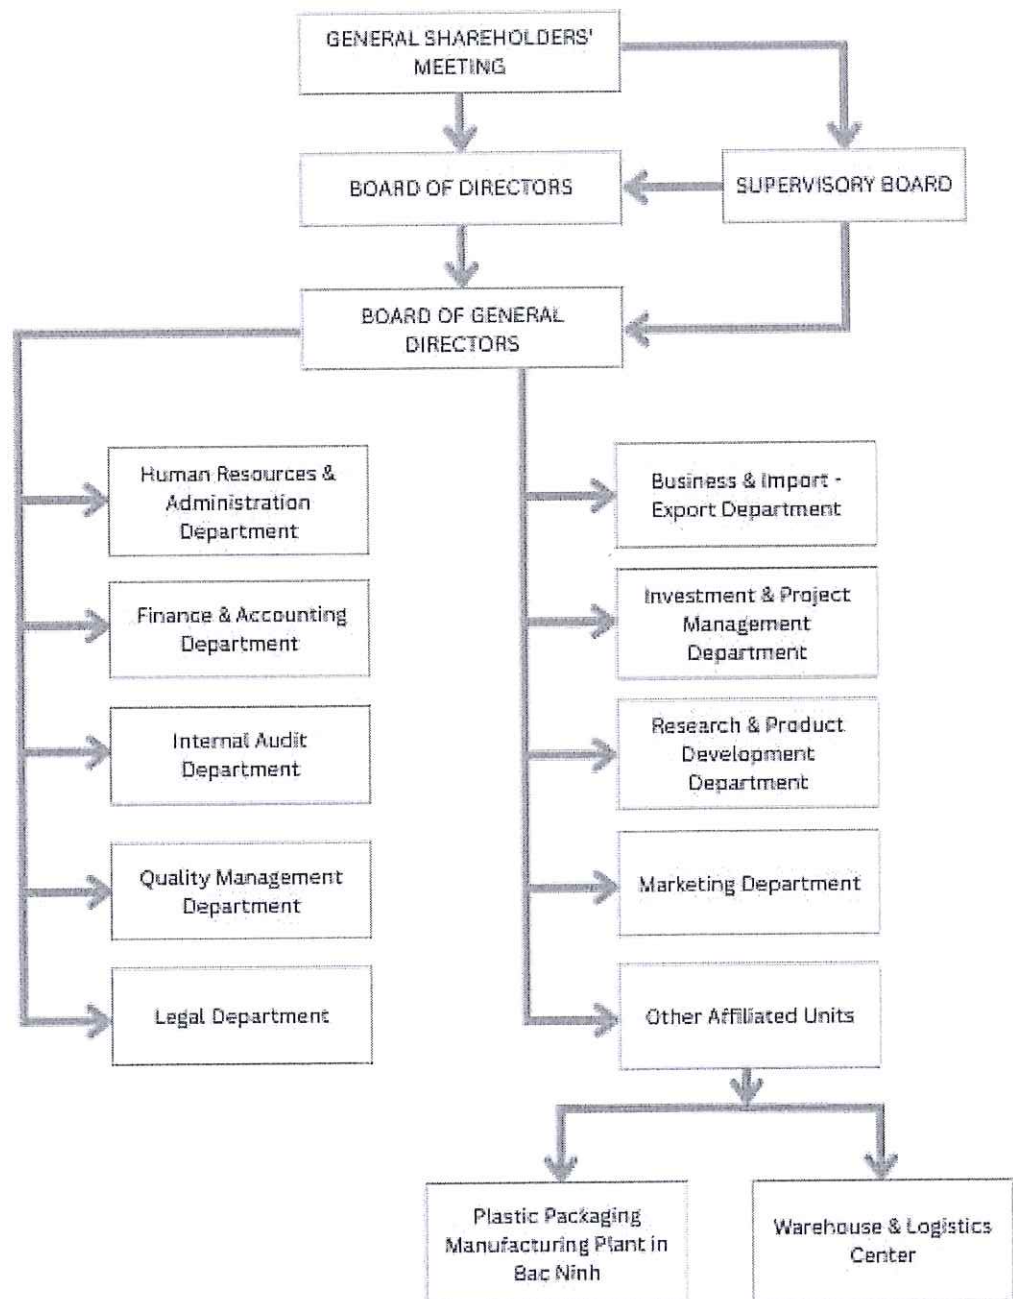 GENERAL SHAREHOLDERS'
MEETING
BOARD OF DIRECTORS
SUPERVISORY BOARD
BOARD OF GENERAL
DIRECTORS
Human Resources &
Administration
Department
Finance & Accounting
Department
Internal Audit
Department
Quality Management
Department
Legal Department
Business & Import -
Export Department
Investment & Project
Management
Department
Research & Product
Development
Department
Marketing Department
Other Affiliated Units
Plastic Packaging
Manufacturing Plant in
Bac Ninh
Warehouse & Logistics
Center